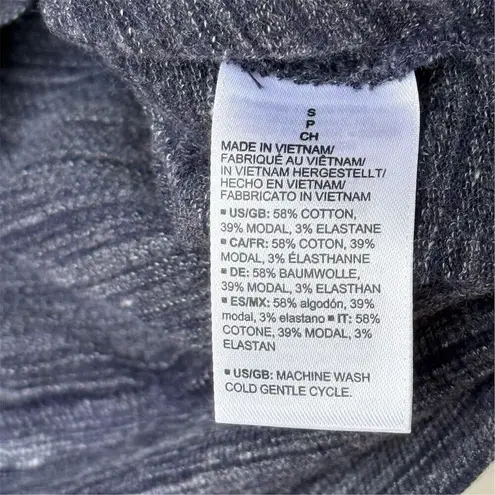 S
P
CH
MADE IN VIETNAM/
FABRIQUÉ AU VIÊTNAM/
IN VIETNAM HERGESTELLT/
HECHO EN VIETNAM/
FABBRICATO IN VIETNAM
▪ US/GB: 58% COTTON,
39% MODAL, 3% ELASTANE
▪ CA/FR: 58% COTON, 39%
MODAL, 3% ÉLASTHANNE
▪ DE: 58% BAUMWOLLE,
39% MODAL, 3% ELASTHAN
▪ ES/MX: 58% algodón, 39%
modal, 3% elastano ▪ IT: 58%
COTONE, 39% MODAL, 3%
ELASTAN
▪ US/GB: MACHINE WASH
COLD GENTLE CYCLE.